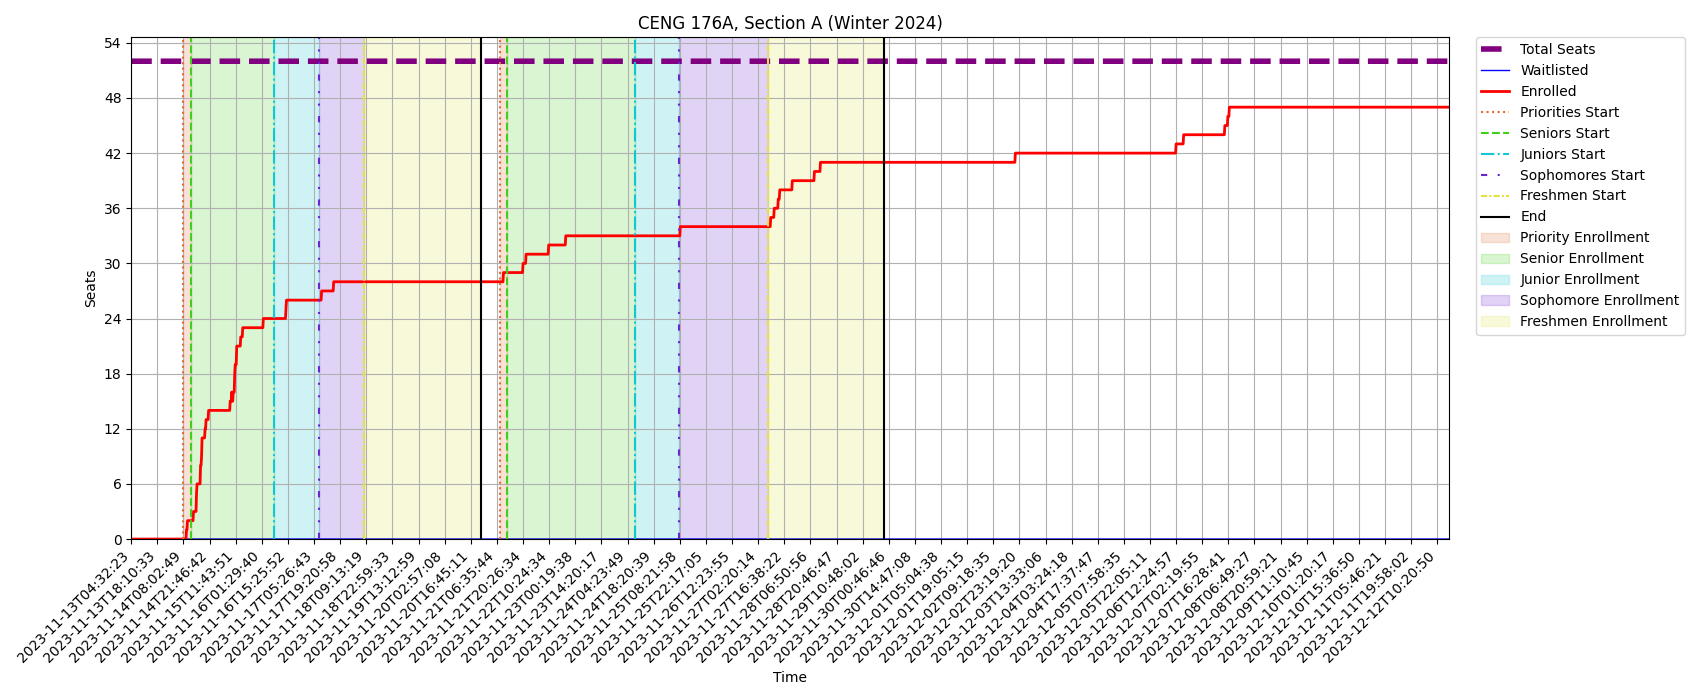 CENG 176A, Section A (Winter 2024)
54
48
42
36
30
24
18
12
6
0
Seats
2023-11-13T04:32:23
2023-11-13T18:10:33
2023-11-14T08:02:49
2023-11-14T21:46:42
2023-11-15T11:43:51
2023-11-16T01:29:40
2023-11-16T15:25:52
2023-11-17T05:26:43
2023-11-17T19:20:58
2023-11-18T09:13:19
2023-11-18T22:59:33
2023-11-19T13:12:59
2023-11-20T02:57:08
2023-11-20T16:45:11
2023-11-21T06:35:44
2023-11-21T20:26:34
2023-11-22T10:24:34
2023-11-23T00:19:38
2023-11-23T14:20:17
2023-11-24T04:23:49
2023-11-24T18:20:39
2023-11-25T08:21:58
2023-11-25T22:17:05
2023-11-26T12:23:55
2023-11-27T02:20:14
2023-11-27T16:38:22
2023-11-28T06:50:56
2023-11-28T20:46:47
2023-11-29T10:48:02
2023-11-30T00:46:46
2023-11-30T14:47:08
2023-12-01T05:04:38
2023-12-01T19:05:15
2023-12-02T09:18:35
2023-12-02T23:19:20
2023-12-03T13:33:06
2023-12-04T03:24:18
2023-12-04T17:37:47
2023-12-05T07:58:35
2023-12-05T22:05:11
2023-12-06T12:24:57
2023-12-07T02:19:55
2023-12-07T16:28:41
2023-12-08T06:49:27
2023-12-08T20:59:21
2023-12-09T11:10:45
2023-12-10T01:20:17
2023-12-10T15:36:50
2023-12-11T05:46:21
2023-12-11T19:58:02
2023-12-12T10:20:50
Time
Total Seats
Waitlisted
Enrolled
Priorities Start
Seniors Start
Juniors Start
Sophomores Start
Freshmen Start
End
Priority Enrollment
Senior Enrollment
Junior Enrollment
Sophomore Enrollment
Freshmen Enrollment